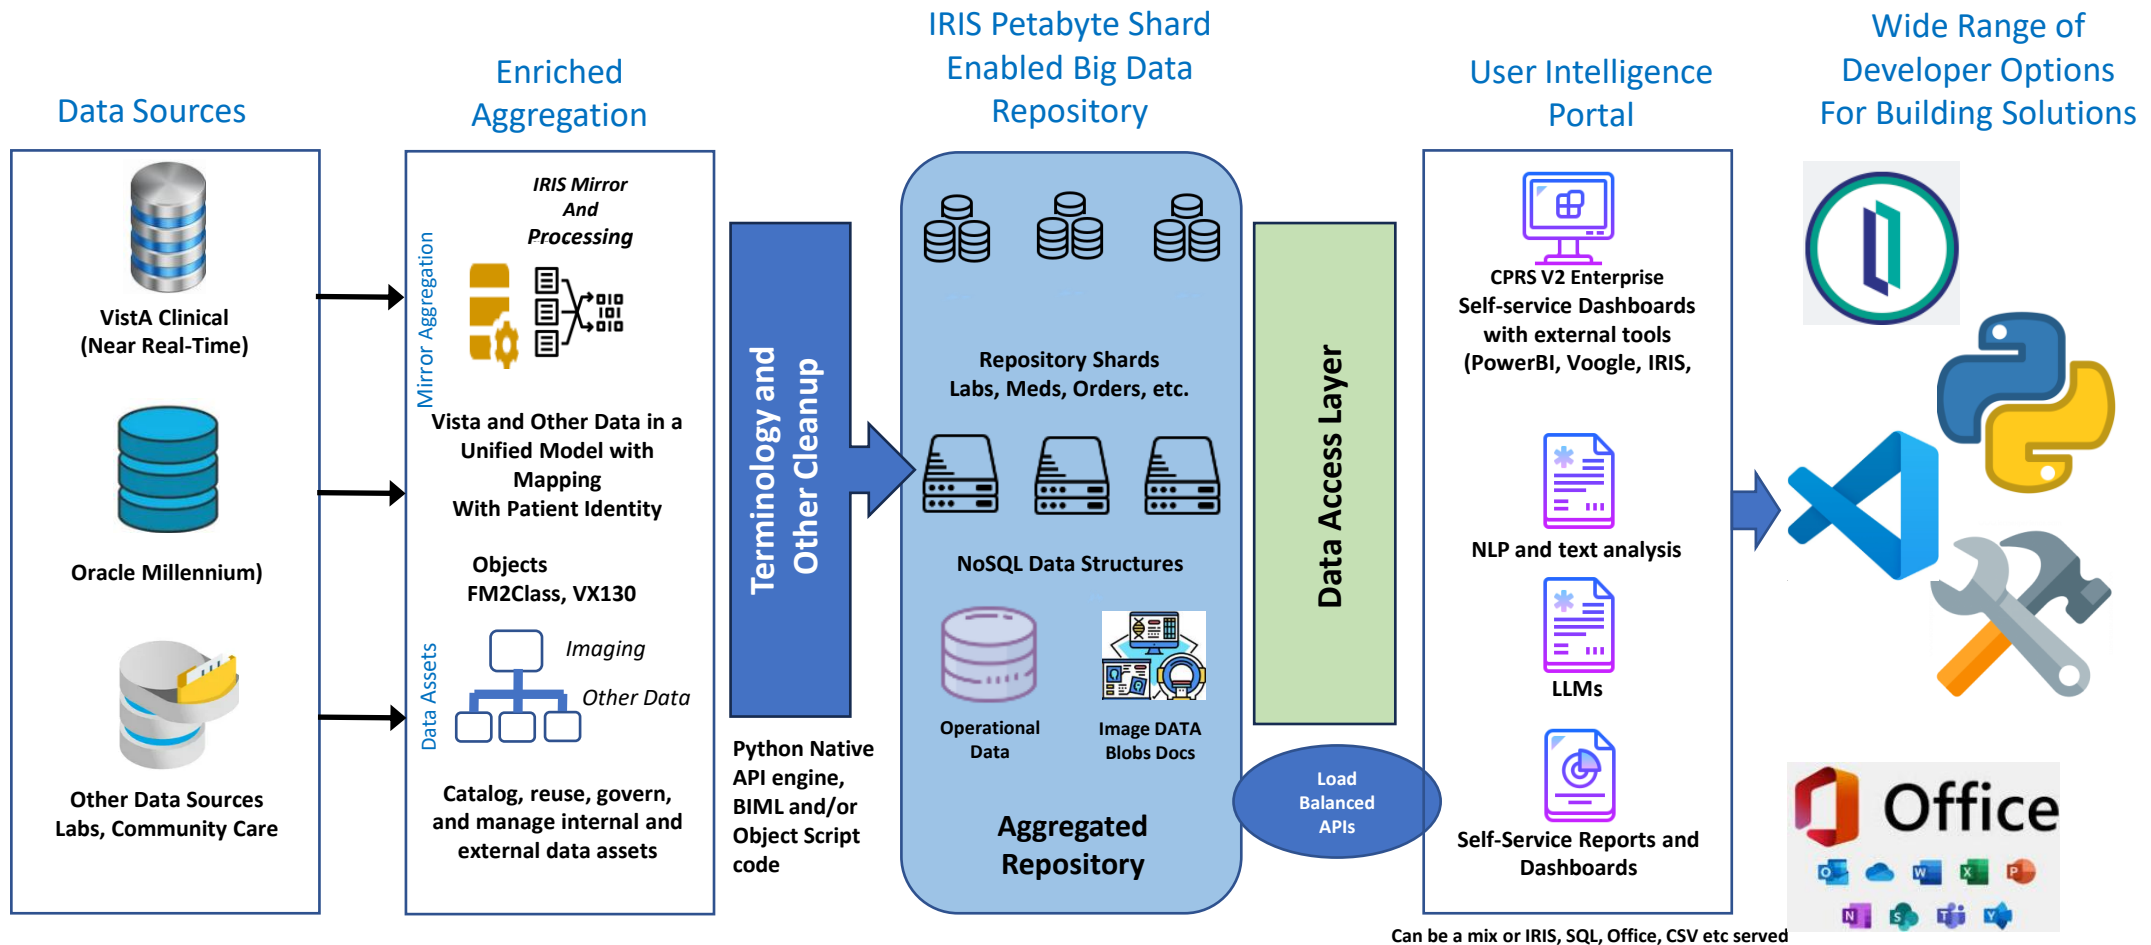 Data Sources
VistA Clinical
(Near Real-Time)
Oracle Millennium)
Other Data Sources
Labs, Community Care
Enriched
Aggregation
Mirror Aggregation
IRIS Mirror
And
Processing
Vista and Other Data in a
Unified Model with
Mapping
With Patient Identity
Objects
FM2Class, VX130
Data Assets
Imaging
Other Data
Catalog, reuse, govern,
and manage internal and
external data assets
Terminology and
Other Cleanup
Python Native
API engine,
BIML and/or
Object Script
code
IRIS Petabyte Shard
Enabled Big Data
Repository
Repository Shards
Labs, Meds, Orders, etc.
NoSQL Data Structures
Operational
Data
Image DATA
Blobs Docs
Aggregated
Repository
Data Access Layer
Load
Balanced
APIs
User Intelligence
Portal
CPRS V2 Enterprise
Self-service Dashboards
with external tools
(PowerBI, Voogle, IRIS,
NLP and text analysis
LLMs
Self-Service Reports and
Dashboards
Can be a mix or IRIS, SQL, Office, CSV etc served
Wide Range of
Developer Options
For Building Solutions
Office